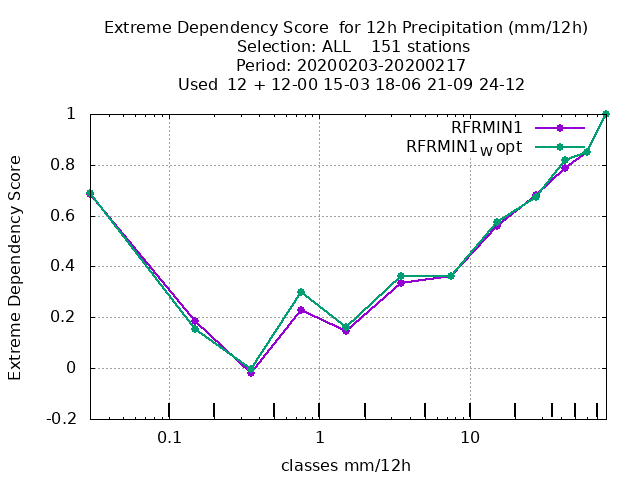 Extreme Dependency Score  for 12h Precipitation (mm/12h)
Selection: ALL    151 stations
Period: 20200203-20200217
Used  12 + 12-00 15-03 18-06 21-09 24-12
RFRMIN1
RFRMIN1W opt
Extreme Dependency Score
1
0.8
0.6
0.4
0.2
0
-0.2
0.1
1
10
classes mm/12h